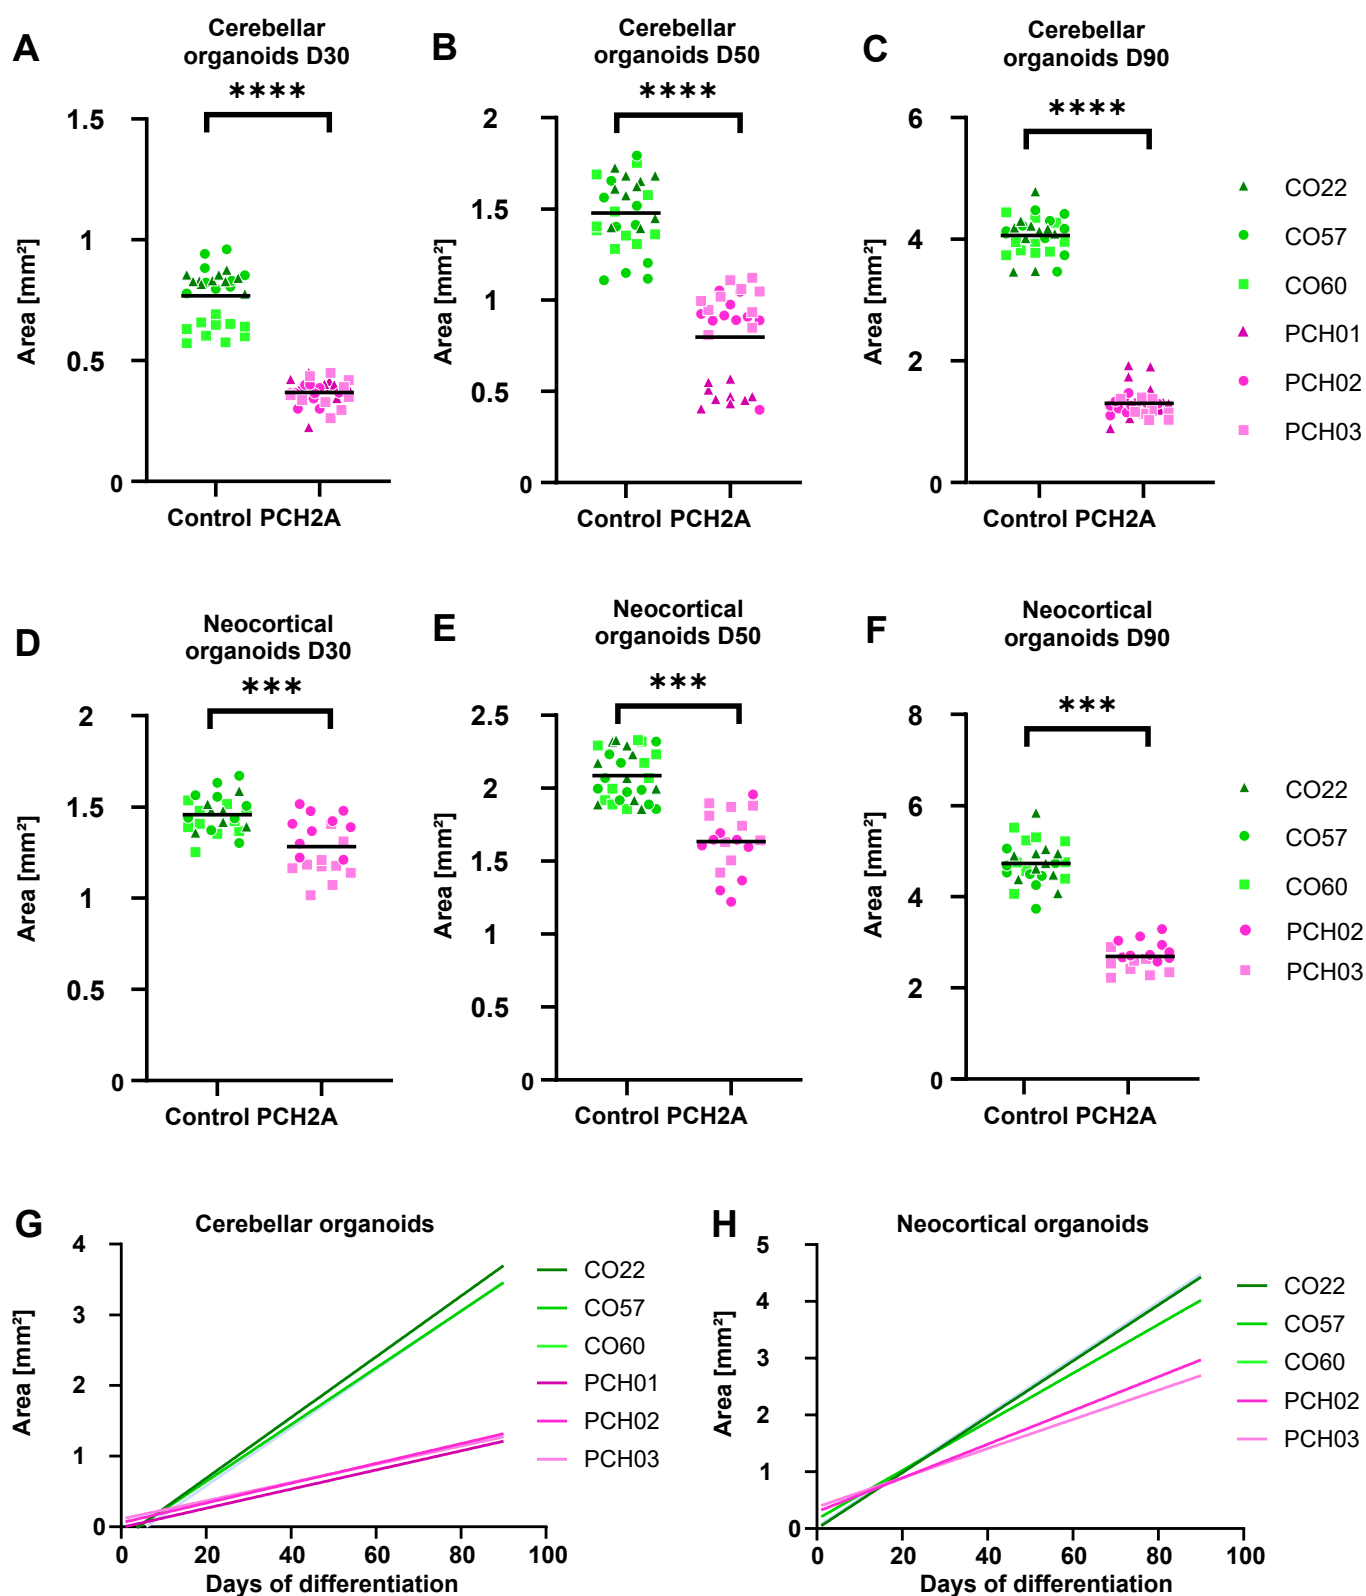 A
Cerebellar
organoids D30
****
Area [mm²]
1.5
1
0.5
0
Control PCH2A
B
Cerebellar
organoids D50
****
Area [mm²]
2
1.5
1
0.5
0
Control PCH2A
C
Cerebellar
organoids D90
****
Area [mm²]
6
4
2
0
Control PCH2A
CO22
CO57
CO60
PCH01
PCH02
PCH03
D
Neocortical
organoids D30
***
Area [mm²]
2
1.5
1
0.5
0
Control PCH2A
E
Neocortical
organoids D50
***
Area [mm²]
2.5
2
1.5
1
0.5
0
Control PCH2A
F
Neocortical
organoids D90
***
Area [mm²]
8
6
4
2
0
Control PCH2A
CO22
CO57
CO60
PCH02
PCH03
G
Cerebellar organoids
Area [mm²]
4
3
2
1
0
0 20 40 60 80 100
Days of differentiation
CO22
CO57
CO60
PCH01
PCH02
PCH03
H
Neocortical organoids
Area [mm²]
5
4
3
2
1
0
0 20 40 60 80 100
Days of differentiation
CO22
CO57
CO60
PCH02
PCH03